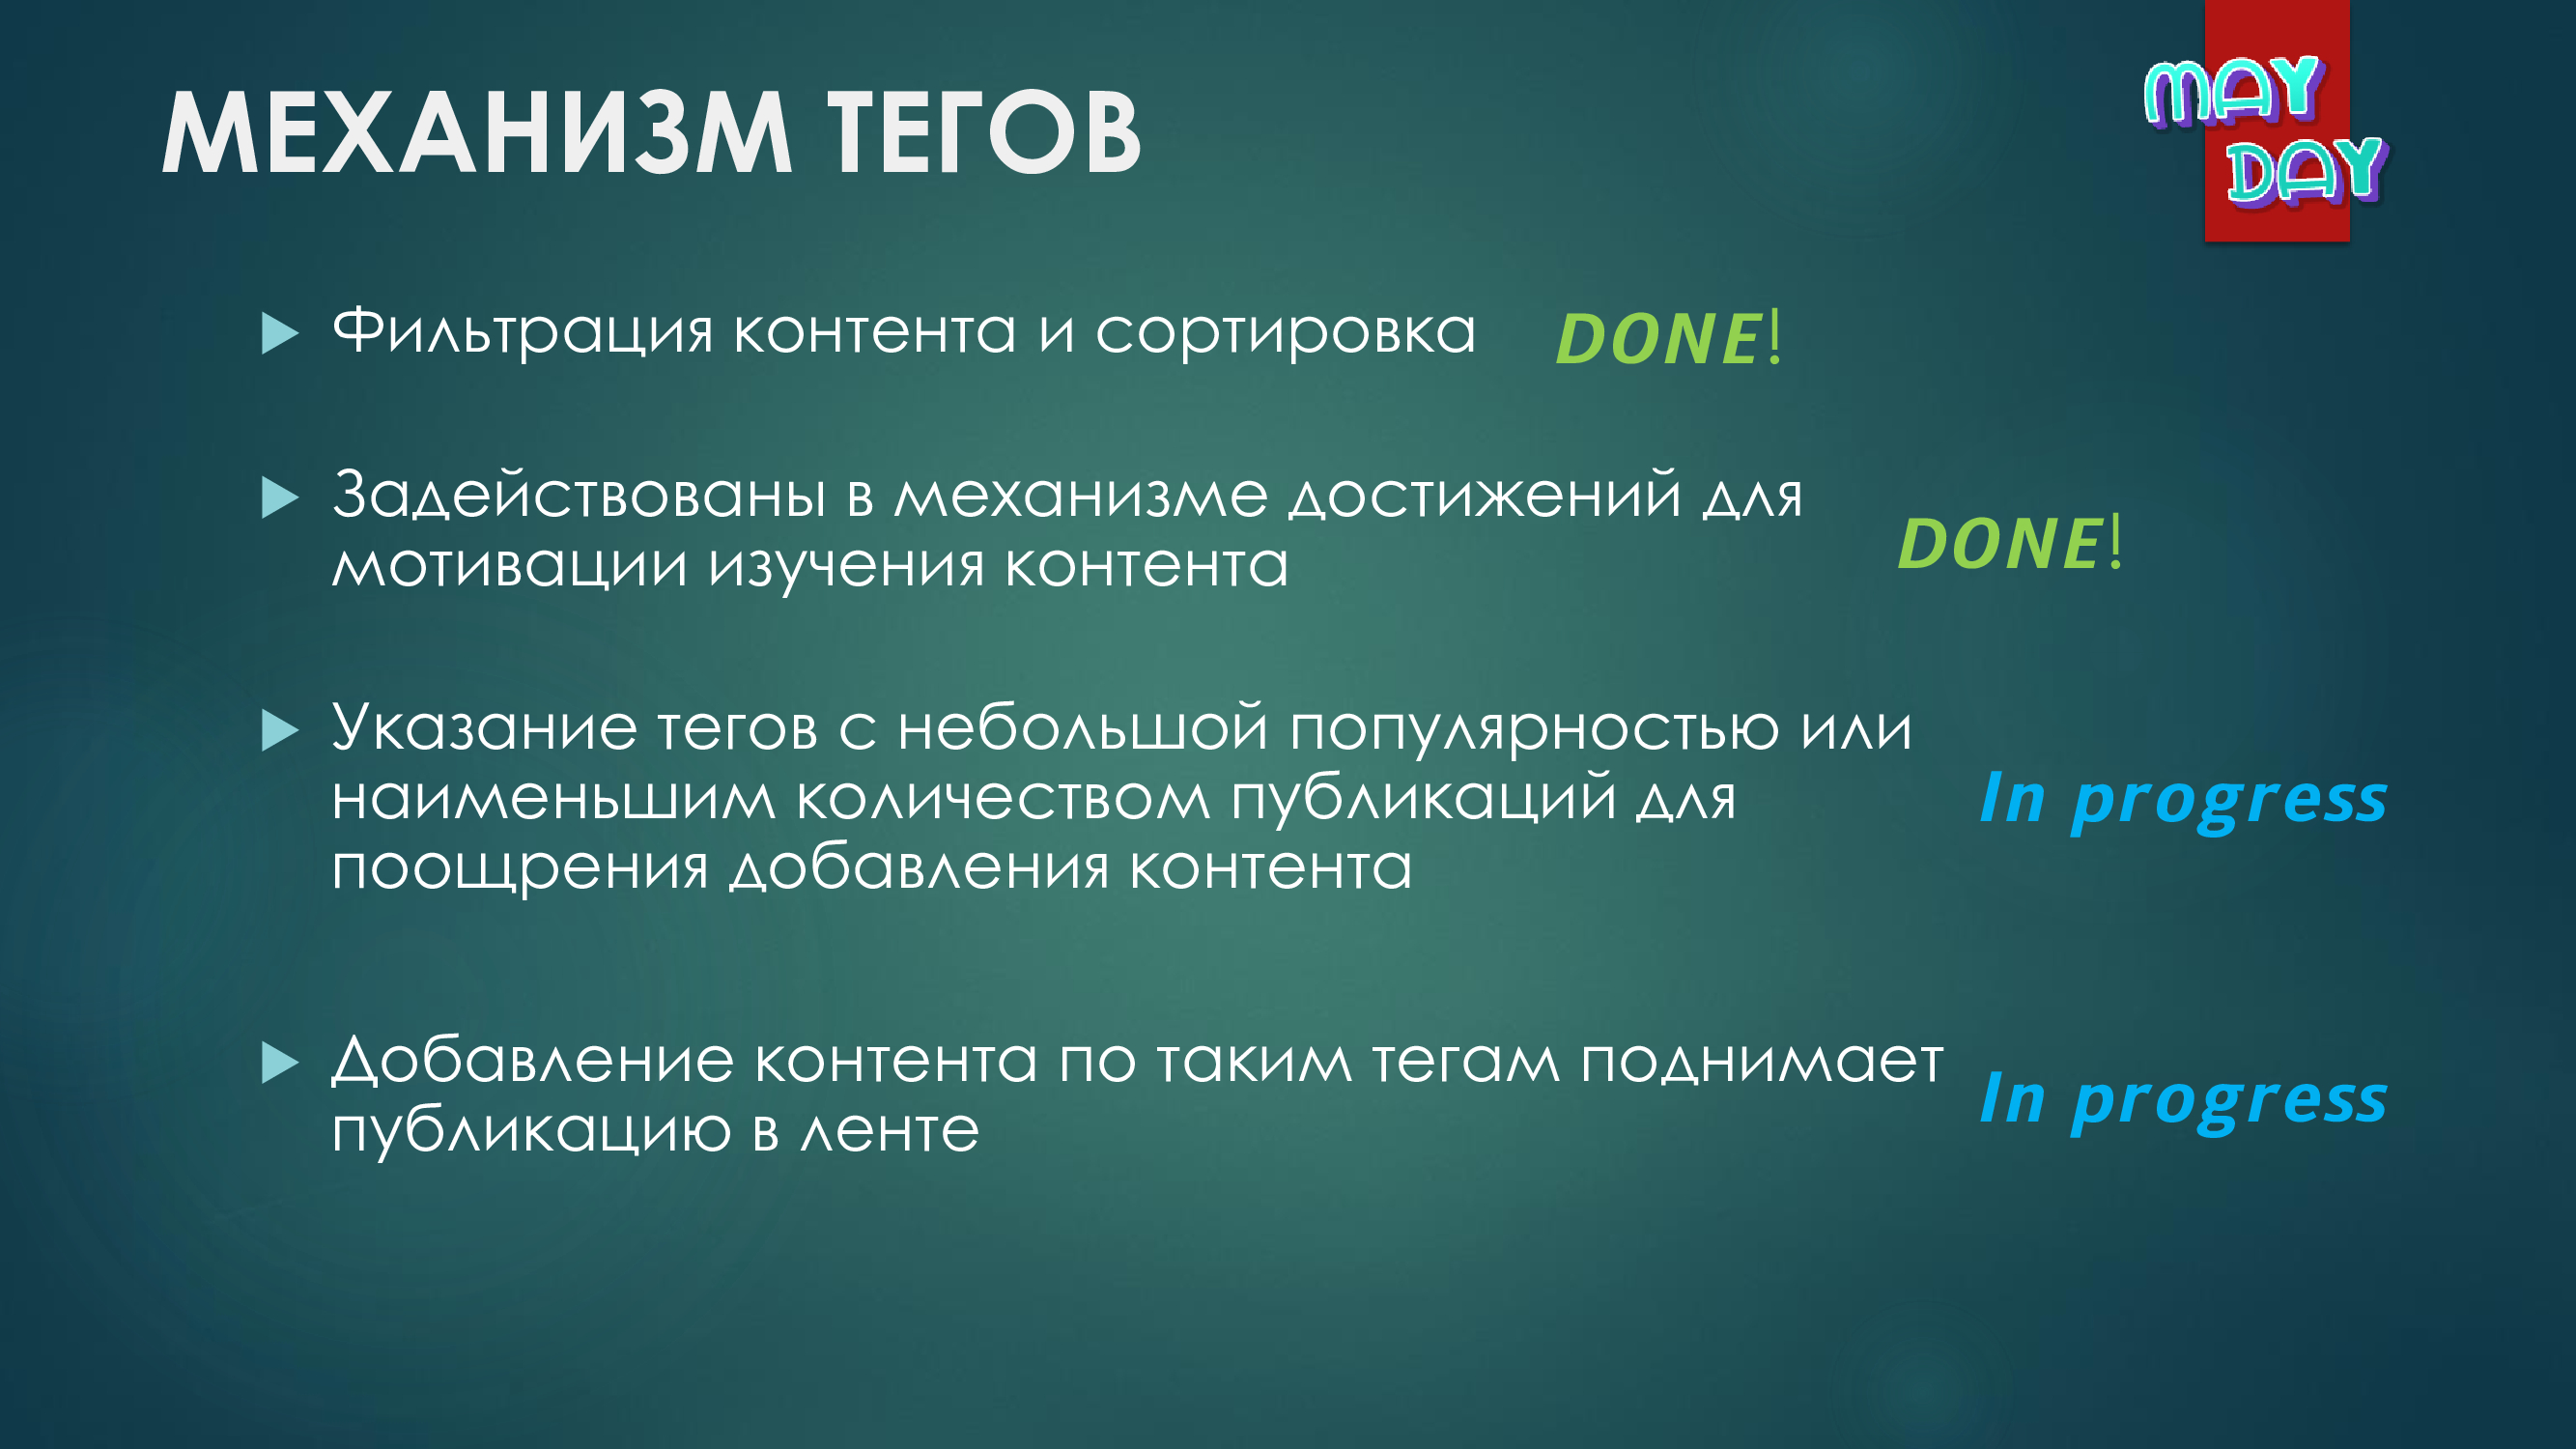 МЕХАНИЗМ ТЕГОВ
MAY
DAY
Фильтрация контента и сортировка
DONE!
Задействованы в механизме достижений для
мотивации изучения контента
DONE!
Указание тегов с небольшой популярностью или
наименьшим количеством публикаций для
поощрения добавления контента
In progress
Добавление контента по таким тегам поднимает
публикацию в ленте
In progress